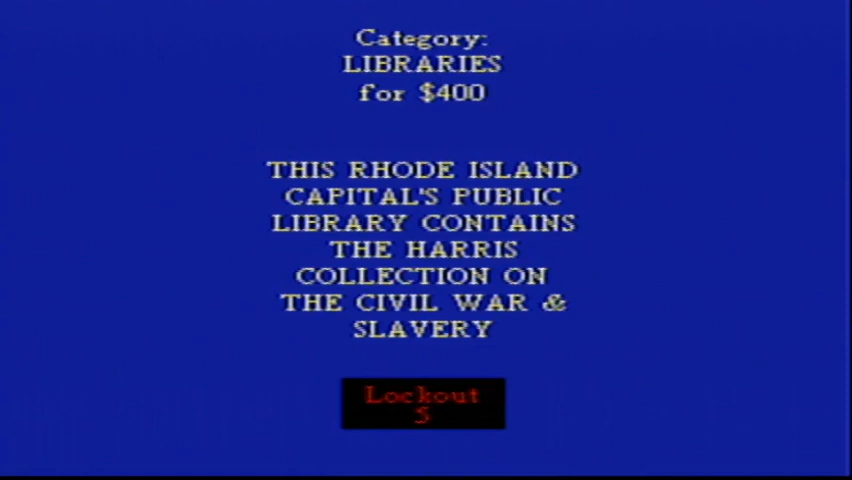 Category:
LIBRARIES
for $400
THIS RHODE ISLAND
CAPITAL'S PUBLIC
LIBRARY CONTAINS
THE HARRIS
COLLECTION ON
THE CIVIL WAR &
SLAVERY
Lockout
5